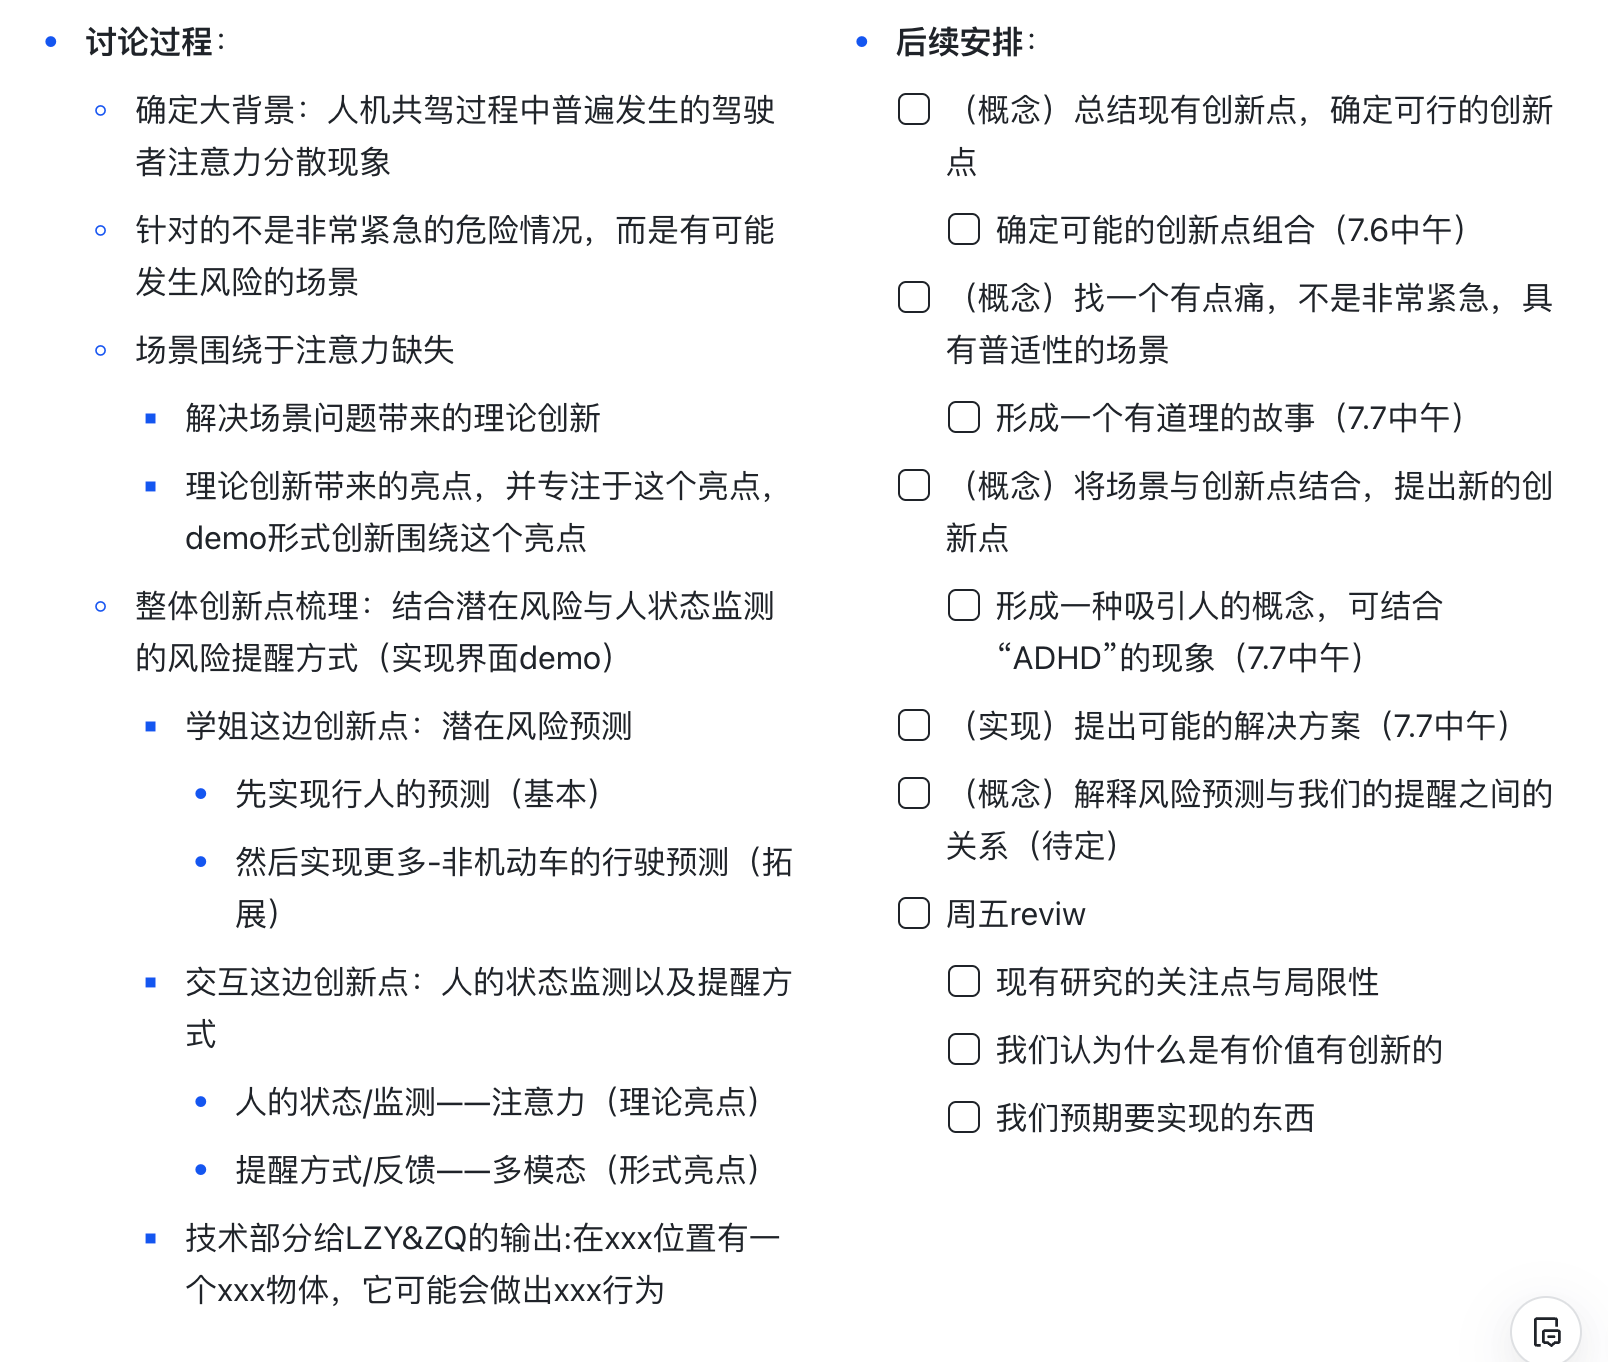 讨论过程：
确定大背景：人机共驾过程中普遍发生的驾驶
者注意力分散现象
针对的不是非常紧急的危险情况，而是有可能
发生风险的场景
场景围绕于注意力缺失
解决场景问题带来的理论创新
理论创新带来的亮点，并专注于这个亮点，
demo形式创新围绕这个亮点
整体创新点梳理：结合潜在风险与人状态监测
的风险提醒方式（实现界面demo）
学姐这边创新点：潜在风险预测
先实现行人的预测（基本）
然后实现更多-非机动车的行驶预测（拓
展）
交互这边创新点：人的状态监测以及提醒方
式
人的状态/监测——注意力（理论亮点）
提醒方式/反馈——多模态（形式亮点）
技术部分给LZY&ZQ的输出:在xxx位置有一
个xxx物体，它可能会做出xxx行为
后续安排：
（概念）总结现有创新点，确定可行的创新
点
确定可能的创新点组合（7.6中午）
（概念）找一个有点痛，不是非常紧急，具
有普适性的场景
形成一个有道理的故事（7.7中午）
（概念）将场景与创新点结合，提出新的创
新点
形成一种吸引人的概念，可结合
“ADHD”的现象（7.7中午）
（实现）提出可能的解决方案（7.7中午）
（概念）解释风险预测与我们的提醒之间的
关系（待定）
周五reviw
现有研究的关注点与局限性
我们认为什么是有价值有创新的
我们预期要实现的东西